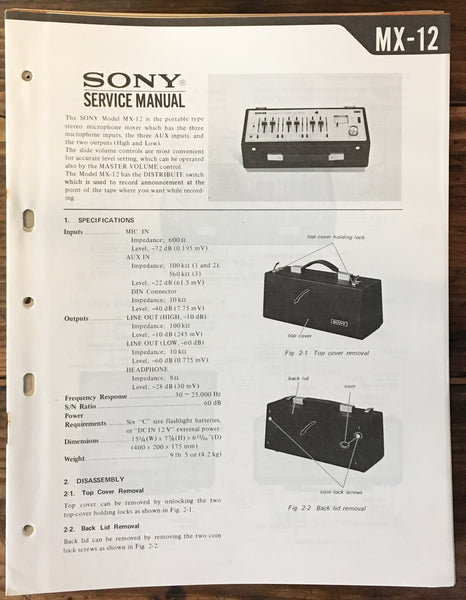 MX-12
SONY®
SERVICE MANUAL
The SONY Model MX-12 is the portable type
stereo microphone mixer which has the three
microphone inputs, the three AUX inputs, and
the two outputs (High and Low).
The slide volume controls are most convenient
for accurate level setting, which can be operated
also by the MASTER VOLUME control.
The Model MX-12 has the DISTRIBUTE switch
which is used to record announcement at the
point of the tape where you want while record-
ing.
1. SPECIFICATIONS
Inputs MIC IN
Impedance; 600Ω
Level; −72 dB (0.195 mV)
AUX IN
Impedance; 100 kΩ (1 and 2),
560 kΩ (3)
Level; −22 dB (61.5 mV)
DIN Connector
Impedance; 10 kΩ
Level; −40 dB (7.75 mV)
Outputs LINE OUT (HIGH, −10 dB)
Impedance; 100 kΩ
Level; −10 dB (245 mV)
LINE OUT (LOW, −60 dB)
Impedance; 10 kΩ
Level; −60 dB (0.775 mV)
HEADPHONE
Impedance; 8Ω
Level; −28 dB (30 mV)
Frequency Response 30 ~ 25,000 Hz
S/N Ratio 60 dB
Power
Requirements Six "C" size flashlight batteries,
or "DC IN 12 V" external power.
Dimensions 15¾ (W) × 7⅞ (H) × 6 15/16" (D)
(400 × 200 × 175 mm)
Weight 9 lb 5 oz (4.2 kg)
2. DISASSEMBLY
2-1. Top Cover Removal
Top cover can be removed by unlocking the two
top-cover holding locks as shown in Fig. 2-1.
2-2. Back Lid Removal
Back lid can be removed by removing the two coin
lock screws as shown in Fig. 2-2.
top cover holding lock
SONY
top cover
Fig. 2-1 Top cover removal
back lid
coin
coin lock screws
Fig. 2-2 Back lid removal